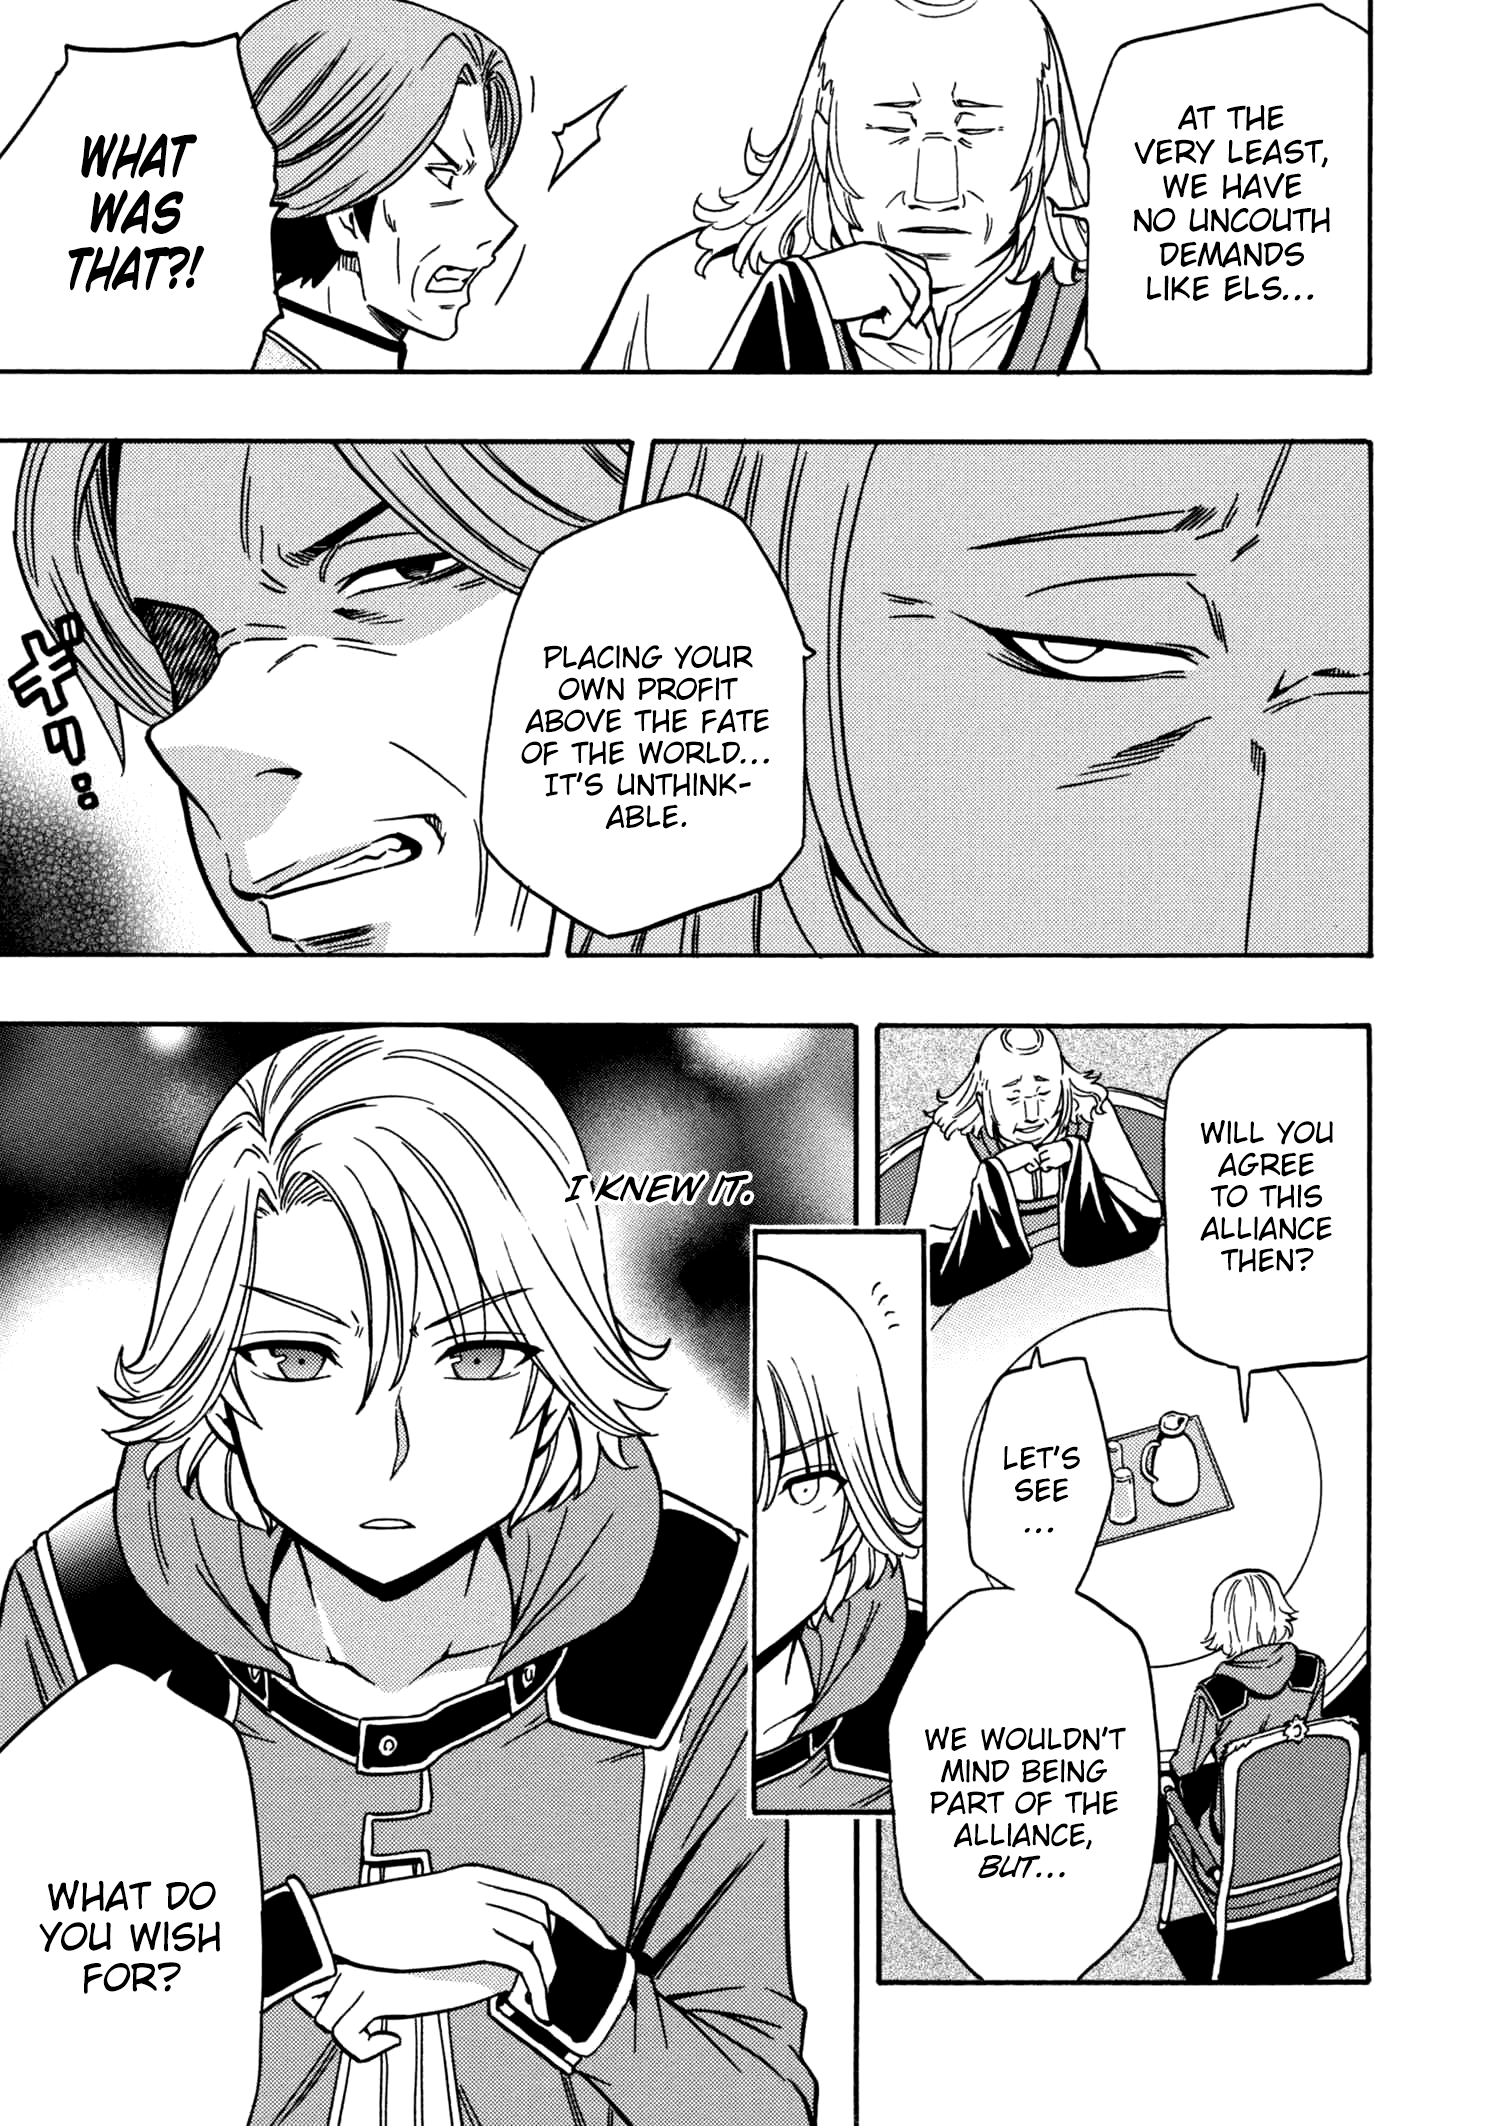 AT THE
VERY LEAST,
WE HAVE
NO UNCOUTH
DEMANDS
LIKE ELS...
WHAT
WAS
THAT?!
PLACING YOUR
OWN PROFIT
ABOVE THE FATE
OF THE WORLD...
IT'S UNTHINK-
ABLE.
ギロ..
WILL YOU
AGREE
TO THIS
ALLIANCE
THEN?
LET'S
SEE
...
WE WOULDN'T
MIND BEING
PART OF THE
ALLIANCE,
BUT...
I KNEW IT.
WHAT DO
YOU WISH
FOR?